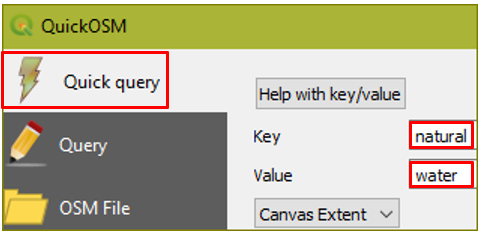 QuickOSM
Quick query
Help with key/value
Query
Key natural
Value water
OSM File
Canvas Extent